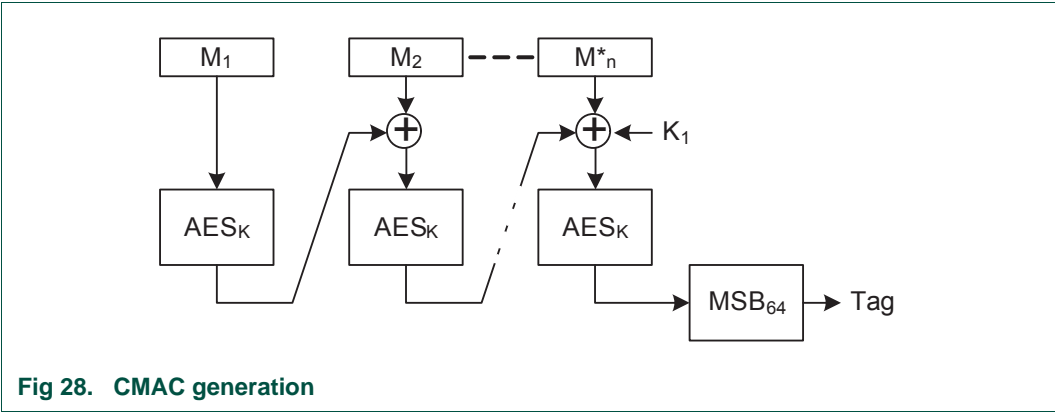 M₁ M₂ M*ₙ
K₁
AESₖ AESₖ AESₖ
MSB₆₄ Tag
Fig 28. CMAC generation